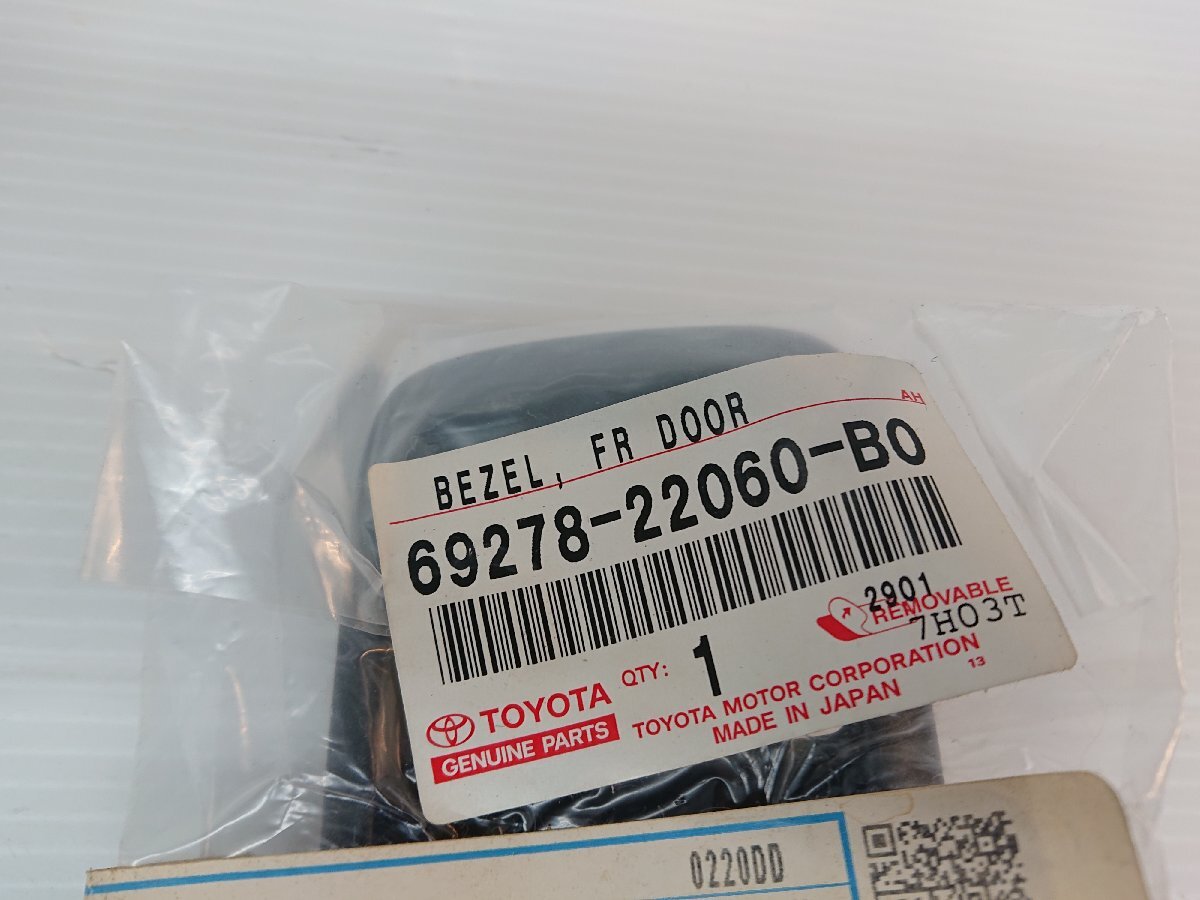 AH
BEZEL, FR DOOR
69278-22060-B0
2901
REMOVABLE
7H03T
QTY: 1
TOYOTA
GENUINE PARTS
TOYOTA MOTOR CORPORATION
13
MADE IN JAPAN
0220DD